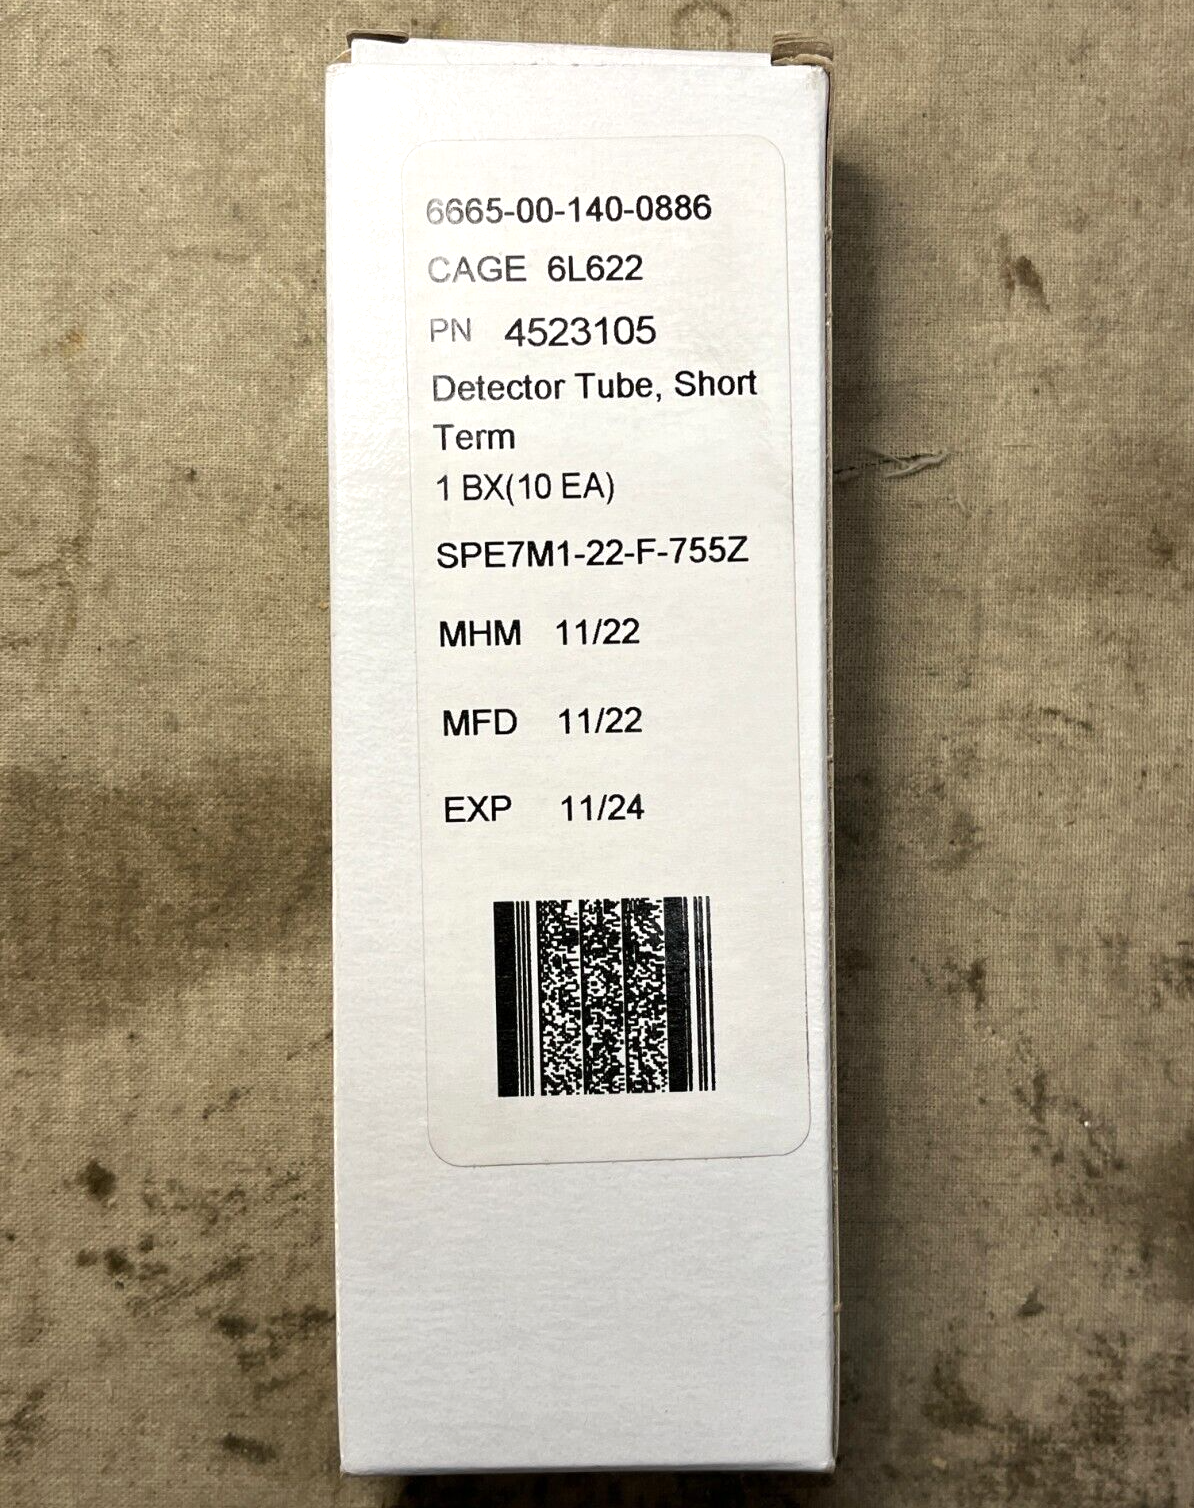 6665-00-140-0886
CAGE 6L622
PN 4523105
Detector Tube, Short
Term
1 BX(10 EA)
SPE7M1-22-F-755Z
MHM 11/22
MFD 11/22
EXP 11/24